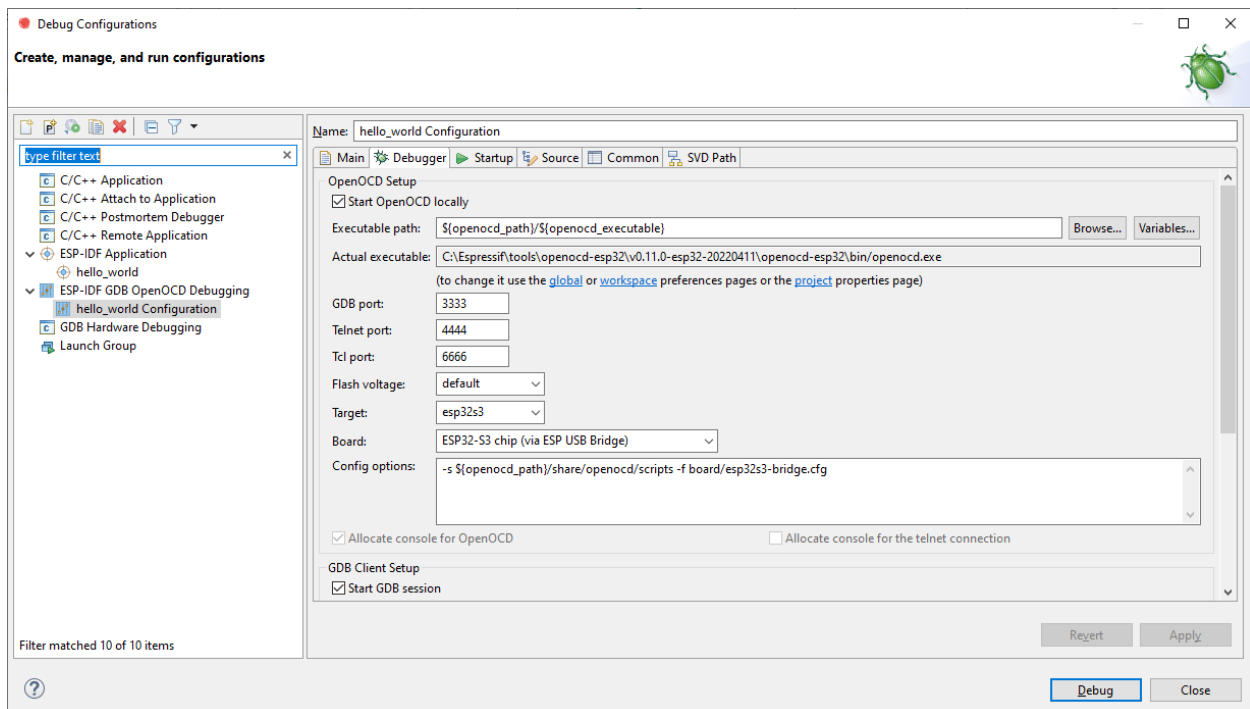 Debug Configurations
Create, manage, and run configurations
type filter text
C/C++ Application
C/C++ Attach to Application
C/C++ Postmortem Debugger
C/C++ Remote Application
ESP-IDF Application
hello_world
ESP-IDF GDB OpenOCD Debugging
hello_world Configuration
GDB Hardware Debugging
Launch Group
Filter matched 10 of 10 items
Name: hello_world Configuration
Main Debugger Startup Source Common SVD Path
OpenOCD Setup
Start OpenOCD locally
Executable path: ${openocd_path}/${openocd_executable} Browse... Variables...
Actual executable: C:\Espressif\tools\openocd-esp32\v0.11.0-esp32-20220411\openocd-esp32\bin/openocd.exe
(to change it use the global or workspace preferences pages or the project properties page)
GDB port: 3333
Telnet port: 4444
Tcl port: 6666
Flash voltage: default
Target: esp32s3
Board: ESP32-S3 chip (via ESP USB Bridge)
Config options: -s ${openocd_path}/share/openocd/scripts -f board/esp32s3-bridge.cfg
Allocate console for OpenOCD Allocate console for the telnet connection
GDB Client Setup
Start GDB session
Revert Apply
Debug Close